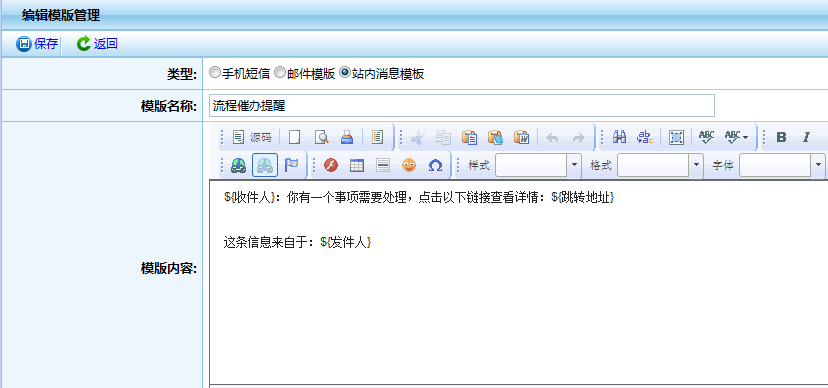 编辑模版管理
保存 返回
类型: 手机短信 邮件模版 站内消息模板
模版名称: 流程催办提醒
源码 ABC ABC B I
样式 格式 字体
模版内容:
${收件人}：你有一个事项需要处理，点击以下链接查看详情：${跳转地址}
这条信息来自于：${发件人}